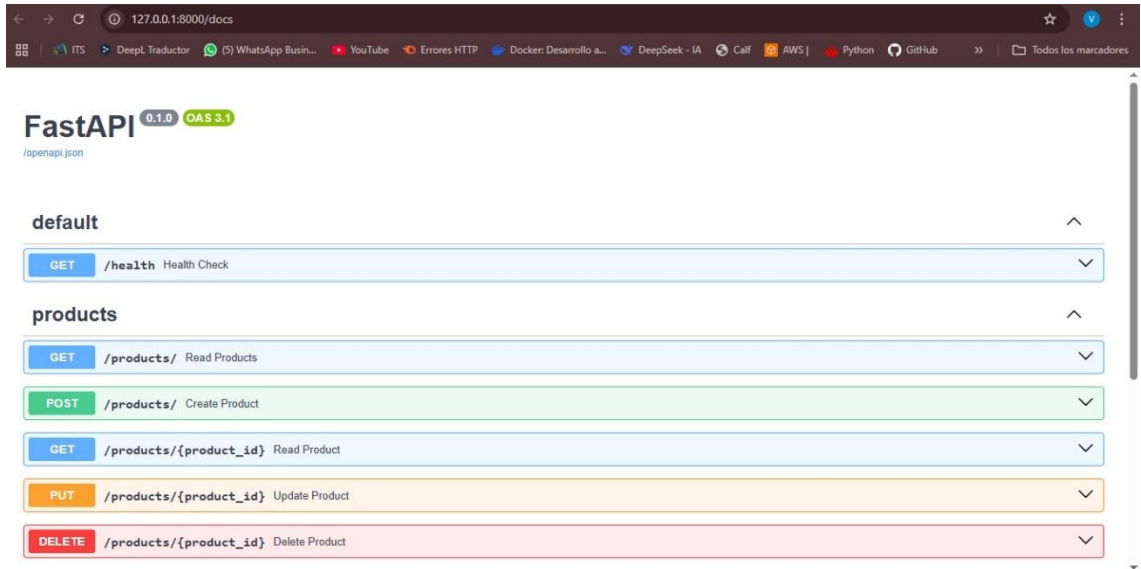 127.0.0.1:8000/docs
V
ITS DeepL Traductor (5) WhatsApp Busin... YouTube Errores HTTP Docker: Desarrollo a... DeepSeek - IA Calf AWS | Python GitHub » Todos los marcadores
FastAPI 0.1.0 OAS 3.1
/openapi.json
default
GET /health Health Check
products
GET /products/ Read Products
POST /products/ Create Product
GET /products/{product_id} Read Product
PUT /products/{product_id} Update Product
DELETE /products/{product_id} Delete Product